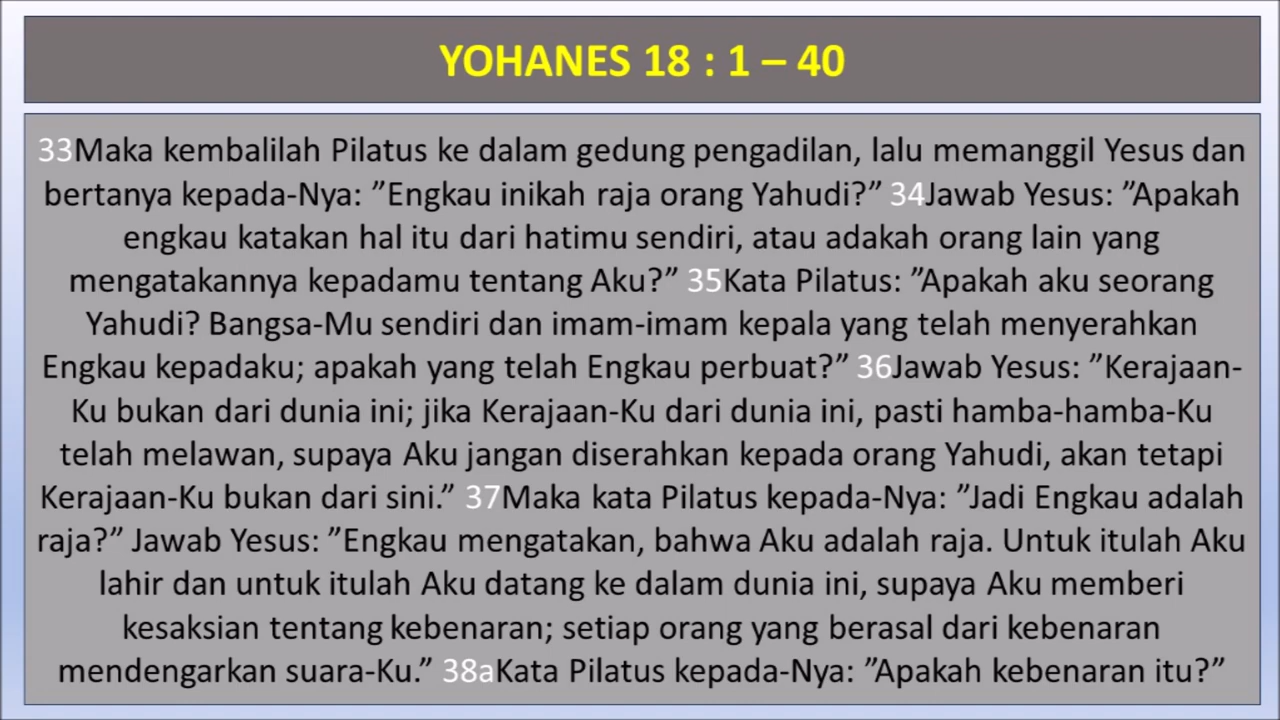 YOHANES 18 : 1 – 40
33Maka kembalilah Pilatus ke dalam gedung pengadilan, lalu memanggil Yesus dan
bertanya kepada-Nya: ”Engkau inikah raja orang Yahudi?” 34Jawab Yesus: ”Apakah
engkau katakan hal itu dari hatimu sendiri, atau adakah orang lain yang
mengatakannya kepadamu tentang Aku?” 35Kata Pilatus: ”Apakah aku seorang
Yahudi? Bangsa-Mu sendiri dan imam-imam kepala yang telah menyerahkan
Engkau kepadaku; apakah yang telah Engkau perbuat?” 36Jawab Yesus: ”Kerajaan-
Ku bukan dari dunia ini; jika Kerajaan-Ku dari dunia ini, pasti hamba-hamba-Ku
telah melawan, supaya Aku jangan diserahkan kepada orang Yahudi, akan tetapi
Kerajaan-Ku bukan dari sini.” 37Maka kata Pilatus kepada-Nya: ”Jadi Engkau adalah
raja?” Jawab Yesus: ”Engkau mengatakan, bahwa Aku adalah raja. Untuk itulah Aku
lahir dan untuk itulah Aku datang ke dalam dunia ini, supaya Aku memberi
kesaksian tentang kebenaran; setiap orang yang berasal dari kebenaran
mendengarkan suara-Ku.” 38aKata Pilatus kepada-Nya: ”Apakah kebenaran itu?”